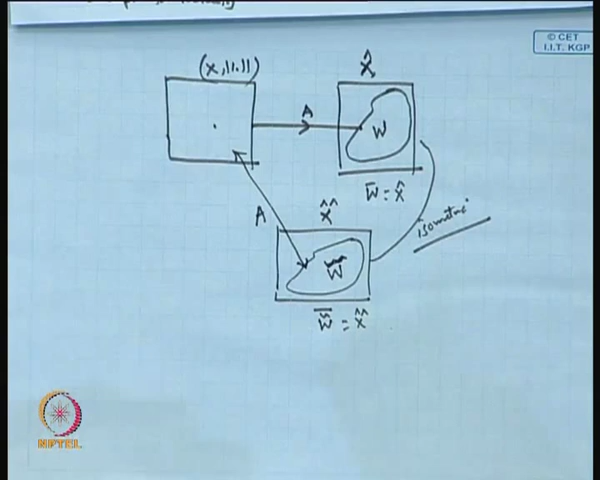 © CET
I.I.T. KGP
(X, ||.||)
X̂
A
W
W̄ = X̂
A
X̂̂
isometric
W̃
W̃̄ = X̂̂
NPTEL